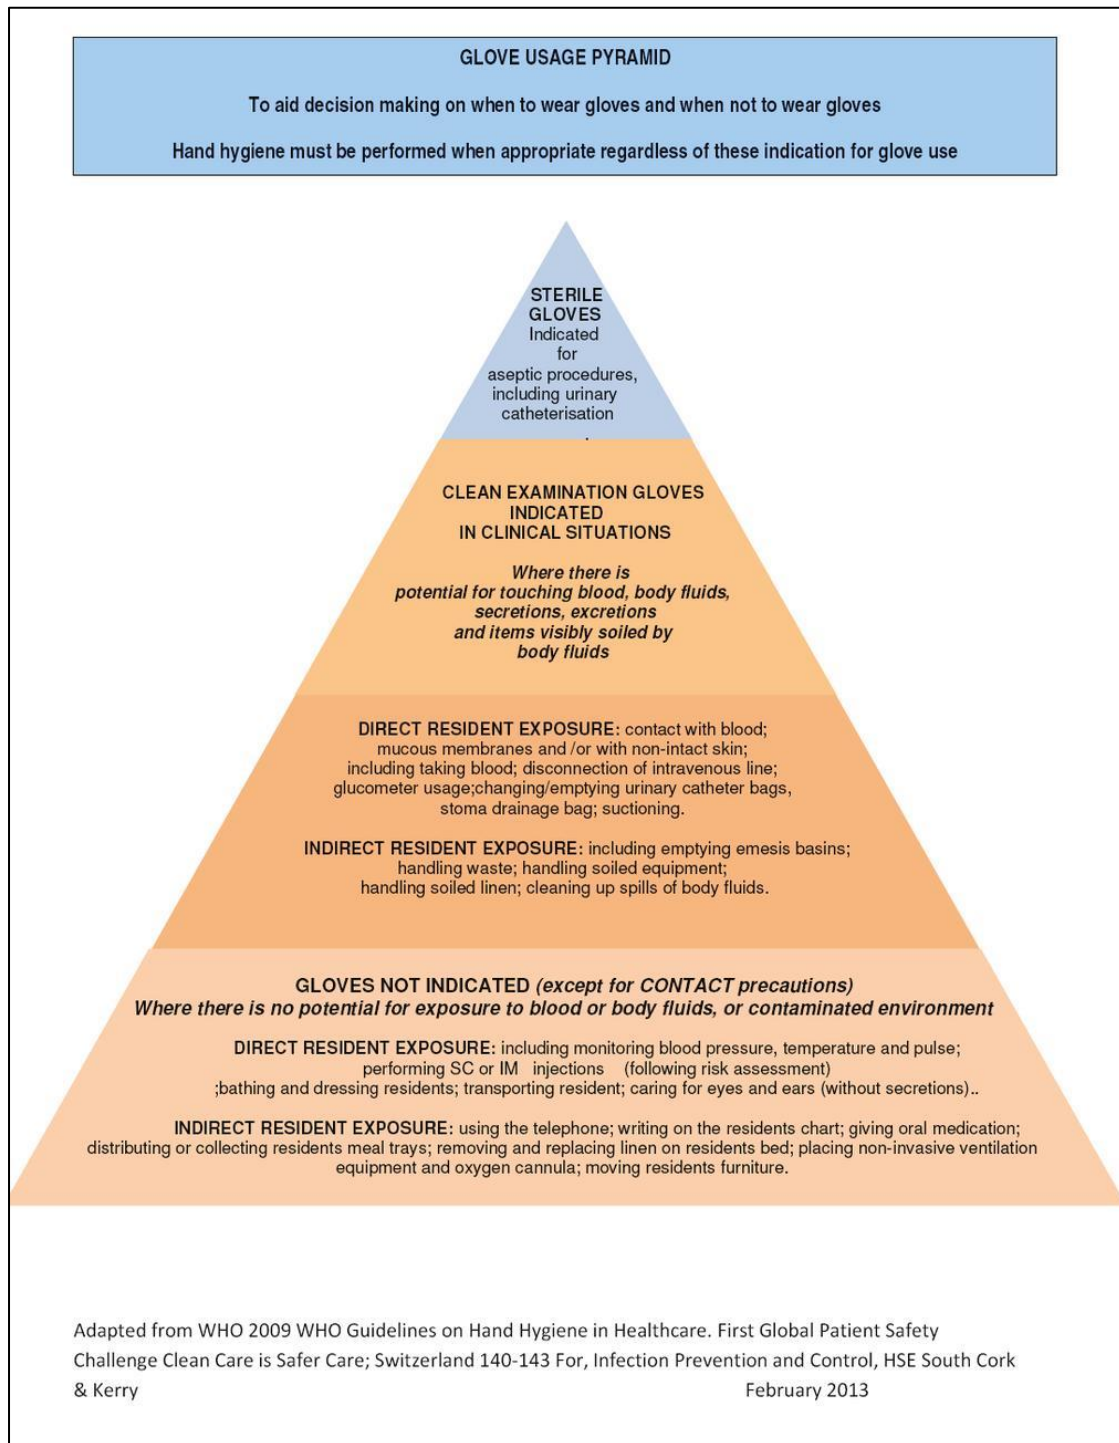 GLOVE USAGE PYRAMID
To aid decision making on when to wear gloves and when not to wear gloves
Hand hygiene must be performed when appropriate regardless of these indication for glove use
STERILE
GLOVES
Indicated
for
aseptic procedures,
including urinary
catheterisation
.
CLEAN EXAMINATION GLOVES
INDICATED
IN CLINICAL SITUATIONS
Where there is
potential for touching blood, body fluids,
secretions, excretions
and items visibly soiled by
body fluids
DIRECT RESIDENT EXPOSURE: contact with blood;
mucous membranes and /or with non-intact skin;
including taking blood; disconnection of intravenous line;
glucometer usage;changing/emptying urinary catheter bags,
stoma drainage bag; suctioning.
INDIRECT RESIDENT EXPOSURE: including emptying emesis basins;
handling waste; handling soiled equipment;
handling soiled linen; cleaning up spills of body fluids.
GLOVES NOT INDICATED (except for CONTACT precautions)
Where there is no potential for exposure to blood or body fluids, or contaminated environment
DIRECT RESIDENT EXPOSURE: including monitoring blood pressure, temperature and pulse;
performing SC or IM injections (following risk assessment)
;bathing and dressing residents; transporting resident; caring for eyes and ears (without secretions)..
INDIRECT RESIDENT EXPOSURE: using the telephone; writing on the residents chart; giving oral medication;
distributing or collecting residents meal trays; removing and replacing linen on residents bed; placing non-invasive ventilation
equipment and oxygen cannula; moving residents furniture.
Adapted from WHO 2009 WHO Guidelines on Hand Hygiene in Healthcare. First Global Patient Safety
Challenge Clean Care is Safer Care; Switzerland 140-143 For, Infection Prevention and Control, HSE South Cork
& Kerry February 2013